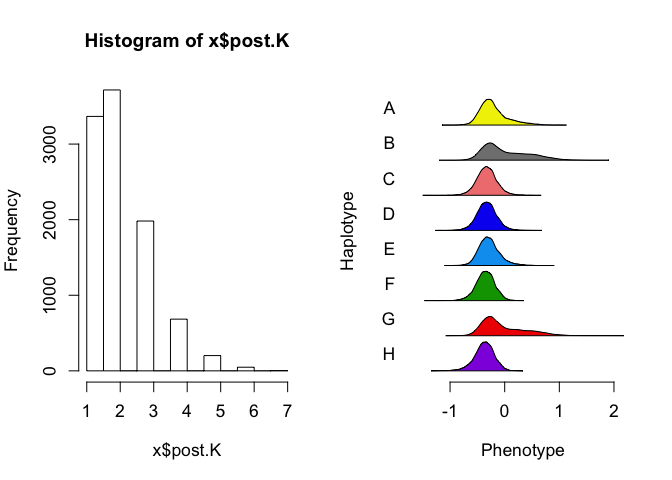 Histogram of x$post.K
Frequency
0
1000
2000
3000
1 2 3 4 5 6 7
x$post.K
Haplotype
A
B
C
D
E
F
G
H
-1 0 1 2
Phenotype